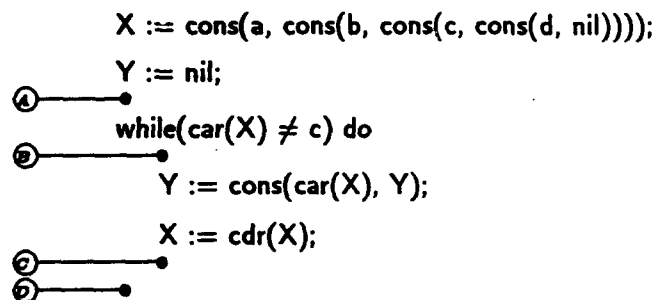 X := cons(a, cons(b, cons(c, cons(d, nil))));
Y := nil;
A
while(car(X) ≠ c) do
B
Y := cons(car(X), Y);
X := cdr(X);
C
D